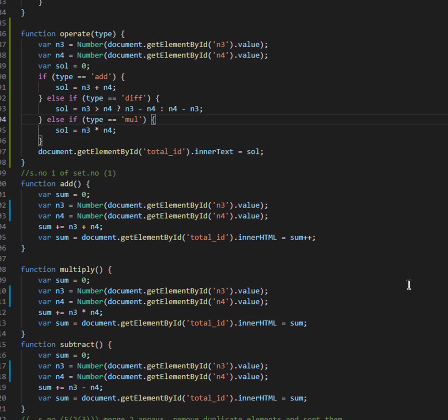 }
}
function operate(type) {
var n3 = Number(document.getElementById('n3').value);
var n4 = Number(document.getElementById('n4').value);
var sol = 0;
if (type == 'add') {
sol = n3 + n4;
} else if (type == 'diff') {
sol = n3 > n4 ? n3 - n4 : n4 - n3;
} else if (type == 'mul') {
sol = n3 * n4;
}
document.getElementById('total_id').innerText = sol;
}
//s.no i of set.no (1)
function add() {
var sum = 0;
var n3 = Number(document.getElementById('n3').value);
var n4 = Number(document.getElementById('n4').value);
sum += n3 + n4;
var sum = document.getElementById('total_id').innerHTML = sum++;
}
function multiply() {
var sum = 0;
var n3 = Number(document.getElementById('n3').value);
var n4 = Number(document.getElementById('n4').value);
sum += n3 * n4;
var sum = document.getElementById('total_id').innerHTML = sum;
}
function subtract() {
var sum = 0;
var n3 = Number(document.getElementById('n3').value);
var n4 = Number(document.getElementById('n4').value);
sum += n3 - n4;
var sum = document.getElementById('total_id').innerHTML = sum;
}
merge 2 arrays, remove duplicate elements and sort them